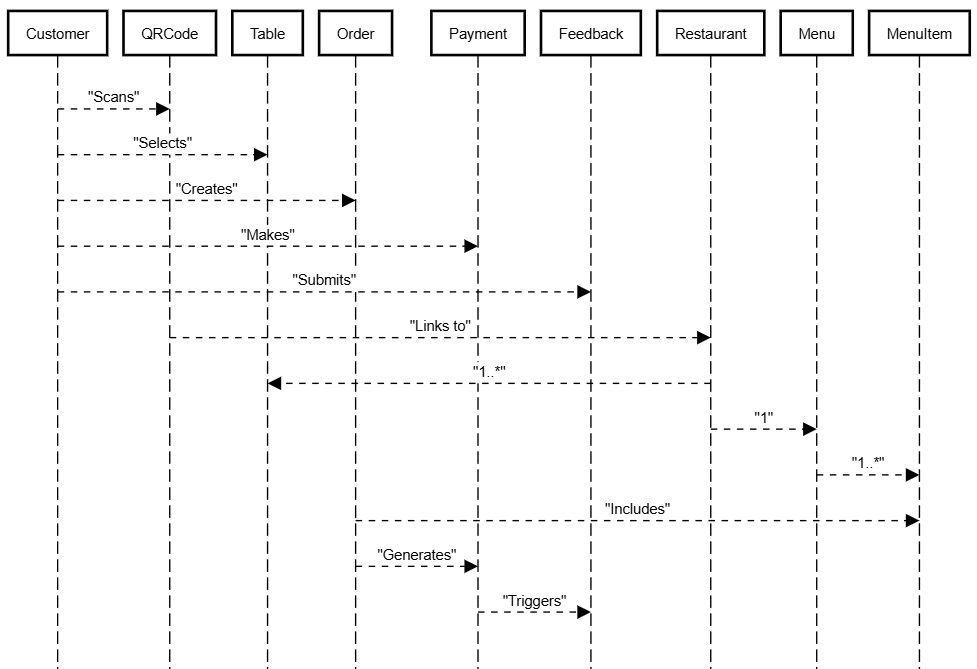 Customer QRCode Table Order Payment Feedback Restaurant Menu MenuItem
"Scans"
"Selects"
"Creates"
"Makes"
"Submits"
"Links to"
"1..*"
"1"
"1..*"
"Includes"
"Generates"
"Triggers"